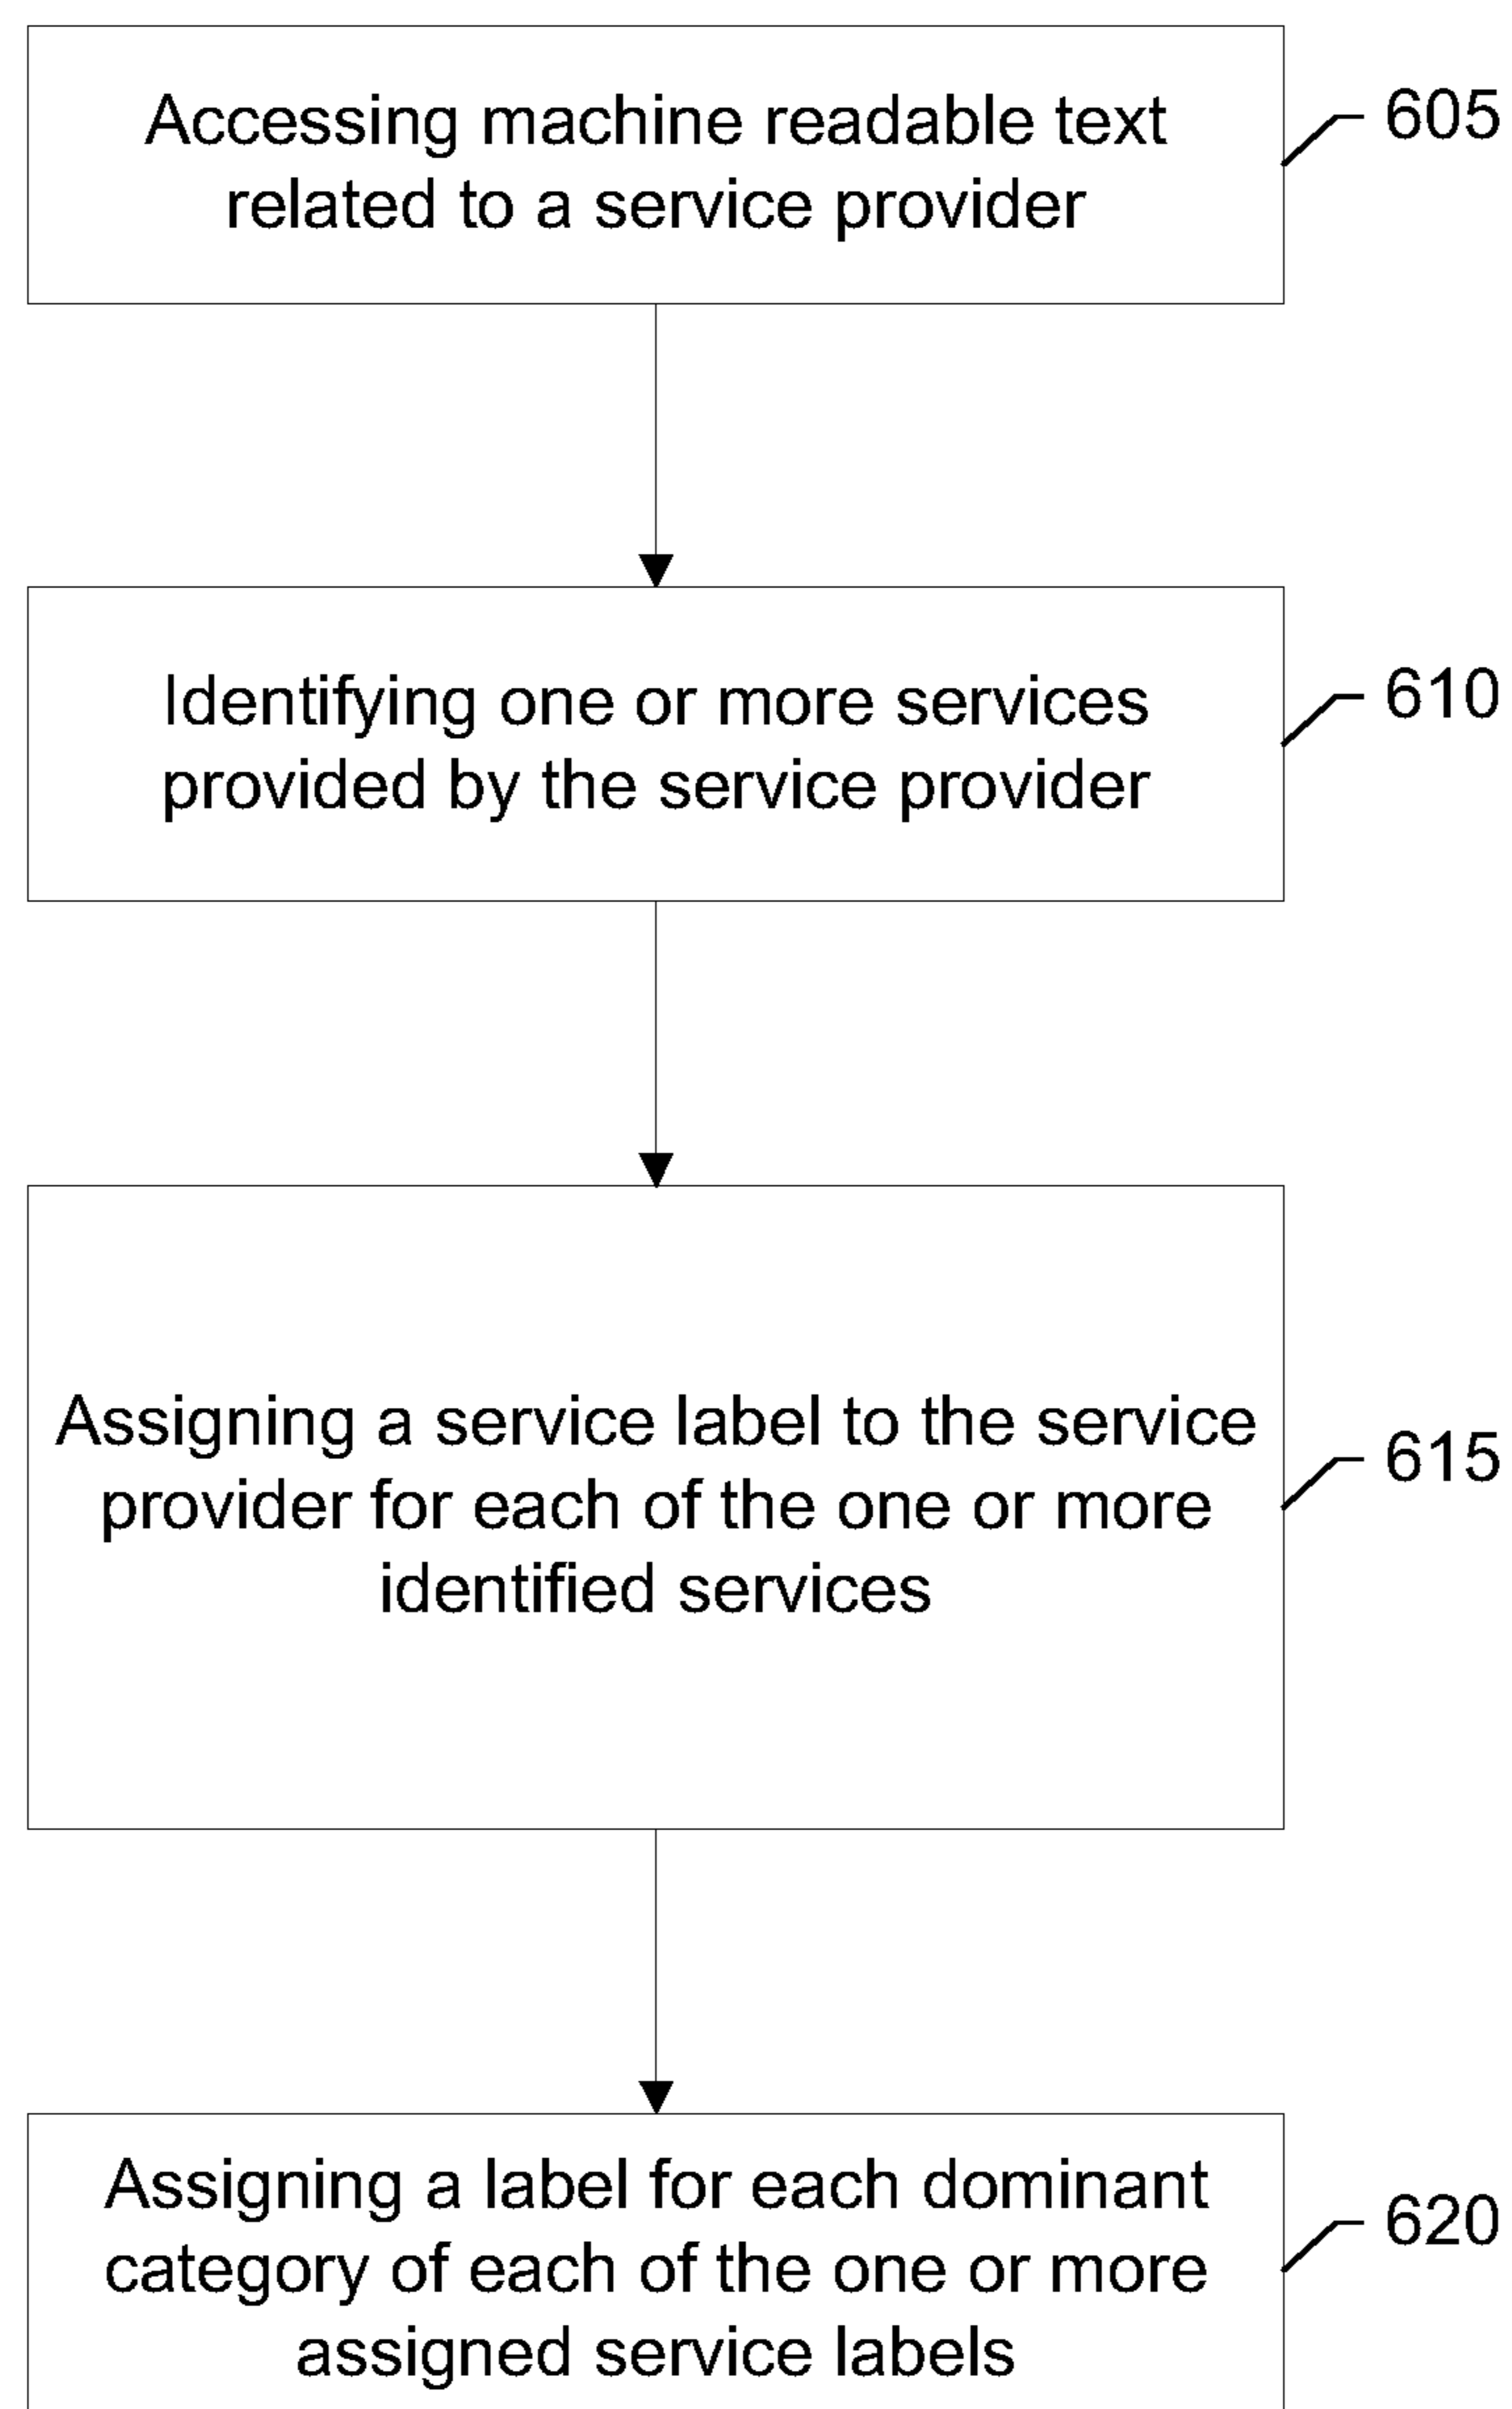 Accessing machine readable text
related to a service provider
605
Identifying one or more services
provided by the service provider
610
Assigning a service label to the service
provider for each of the one or more
identified services
615
Assigning a label for each dominant
category of each of the one or more
assigned service labels
620